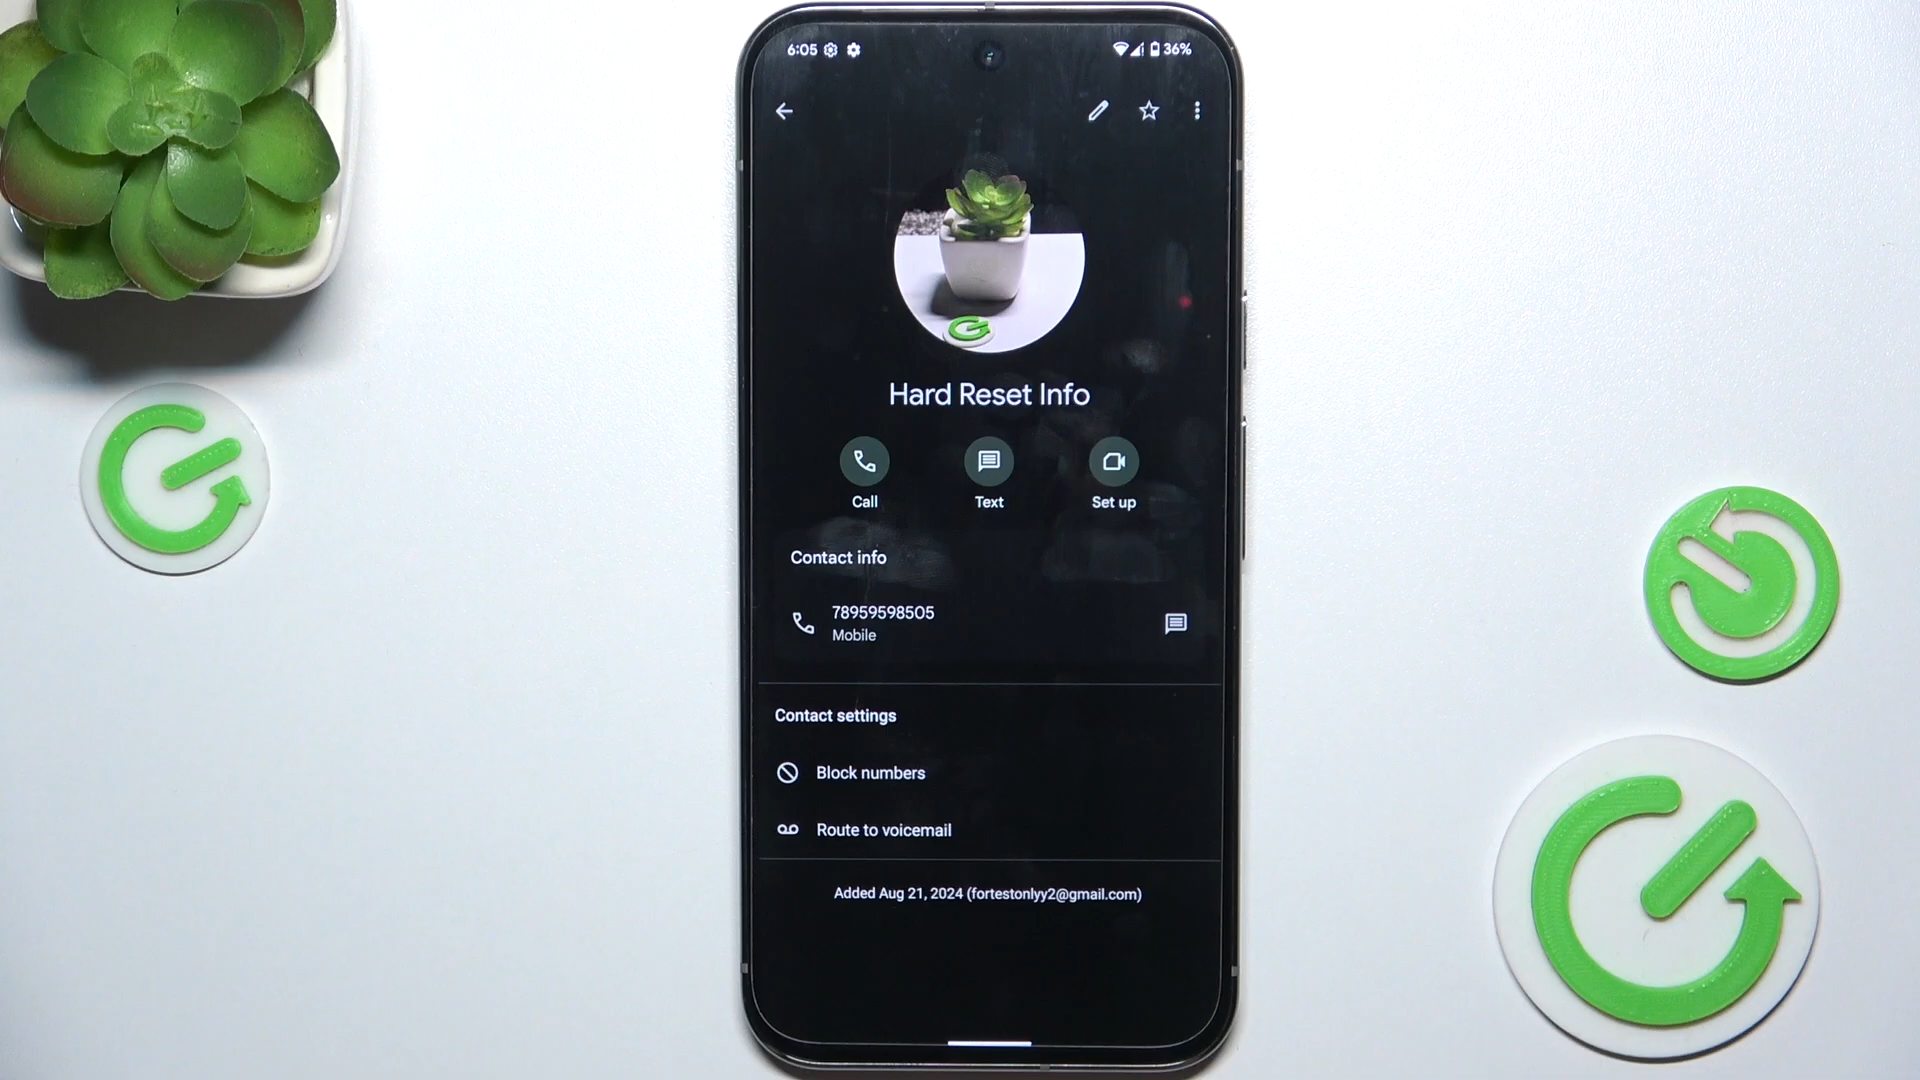 6:05 36%
Hard Reset Info
Call Text Set up
Contact info
78959598505
Mobile
Contact settings
Block numbers
Route to voicemail
Added Aug 21, 2024 (fortestonlyy2@gmail.com)